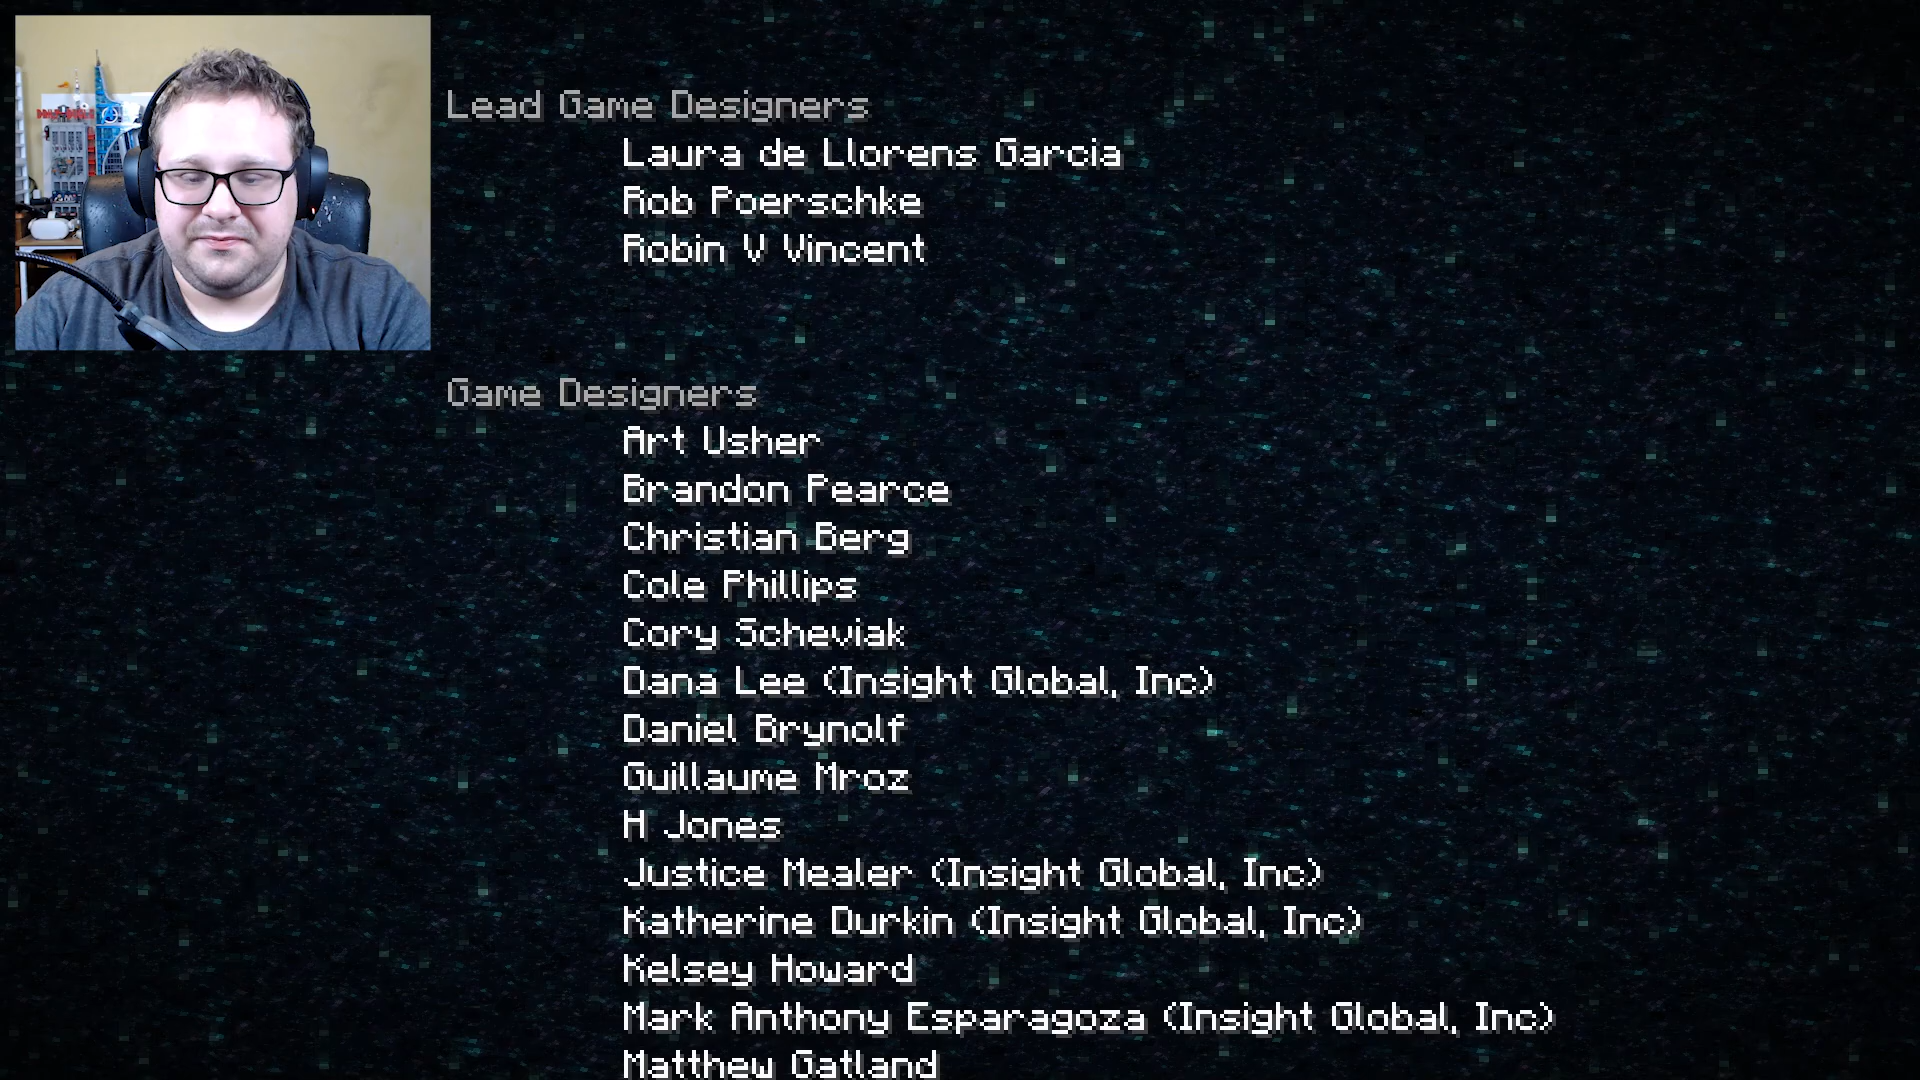 Lead Game Designers
Laura de Llorens Garcia
Rob Poerschke
Robin V Vincent
Game Designers
Art Usher
Brandon Pearce
Christian Berg
Cole Phillips
Cory Scheviak
Dana Lee (Insight Global, Inc)
Daniel Brynolf
Guillaume Mroz
H Jones
Justice Mealer (Insight Global, Inc)
Katherine Durkin (Insight Global, Inc)
Kelsey Howard
Mark Anthony Esparagoza (Insight Global, Inc)
Matthew Gatland